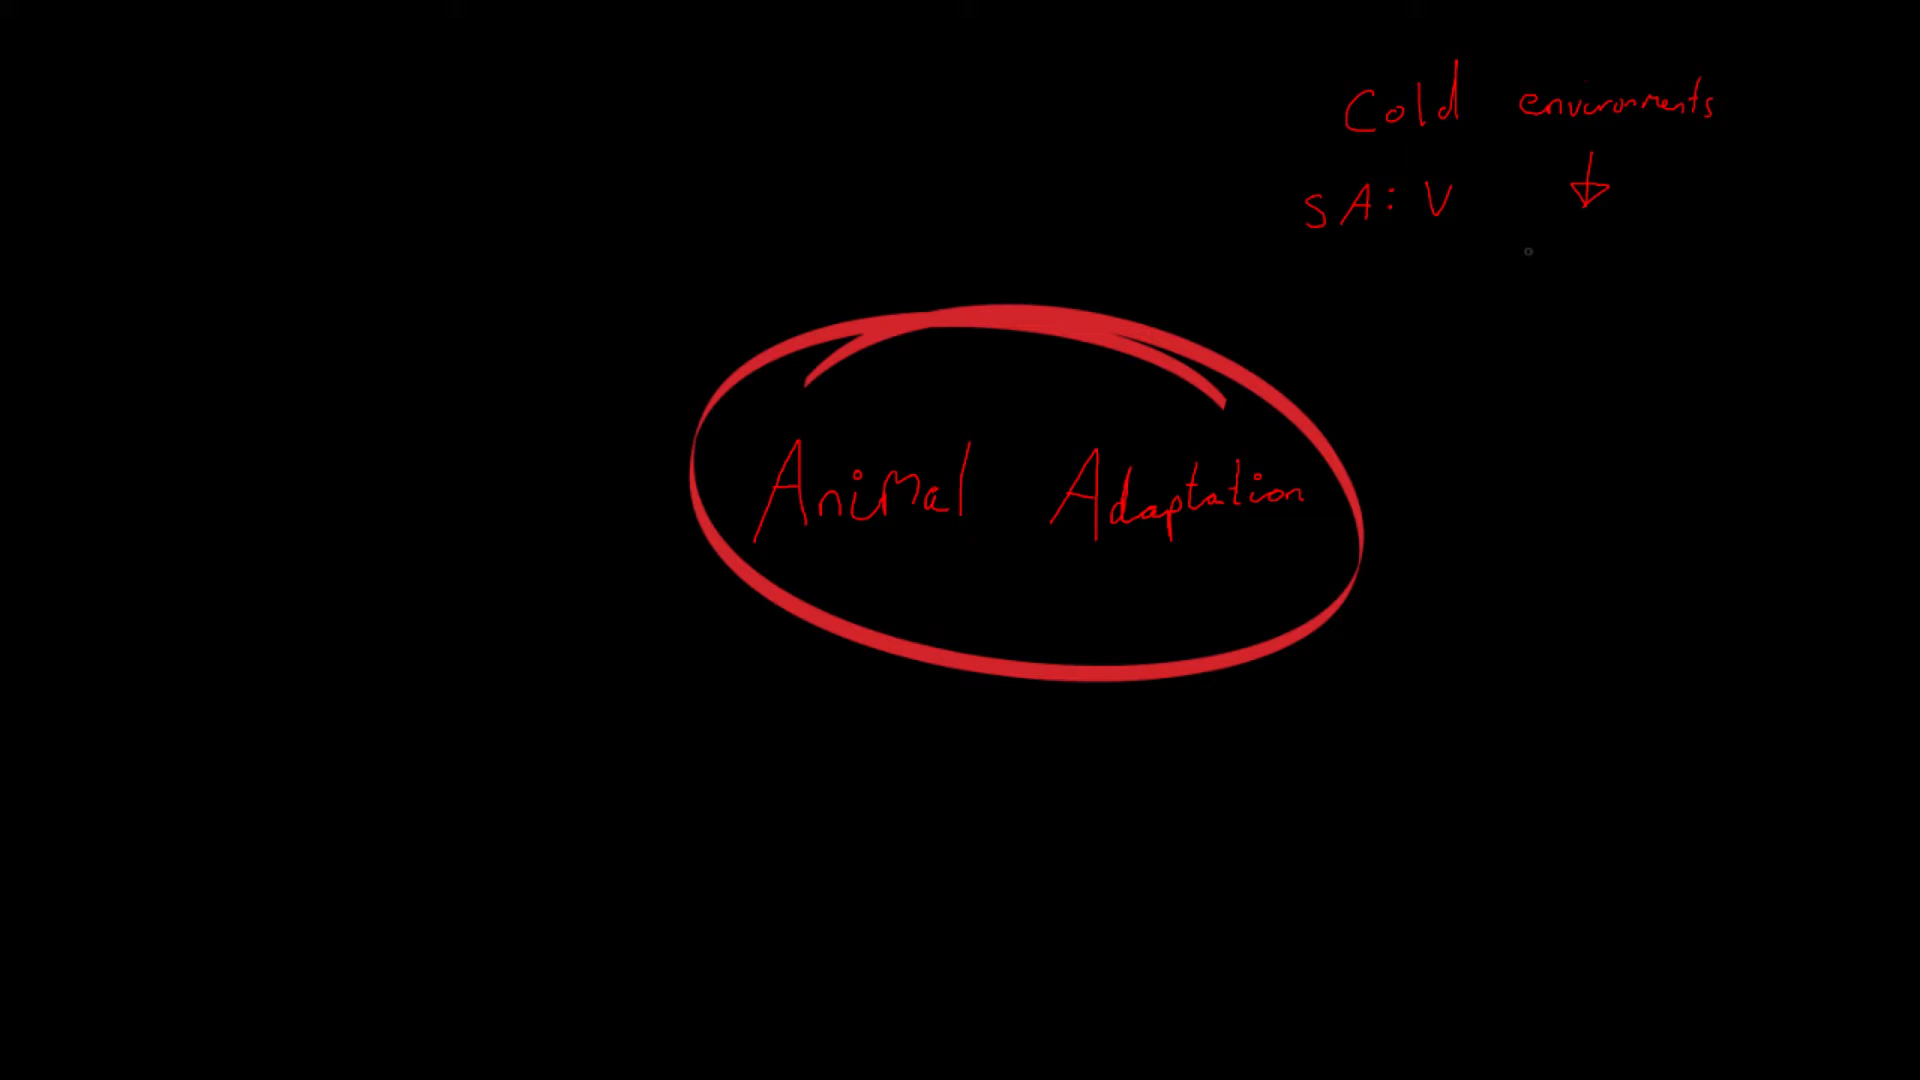 Cold environments
SA: V ↓
Animal Adaptation